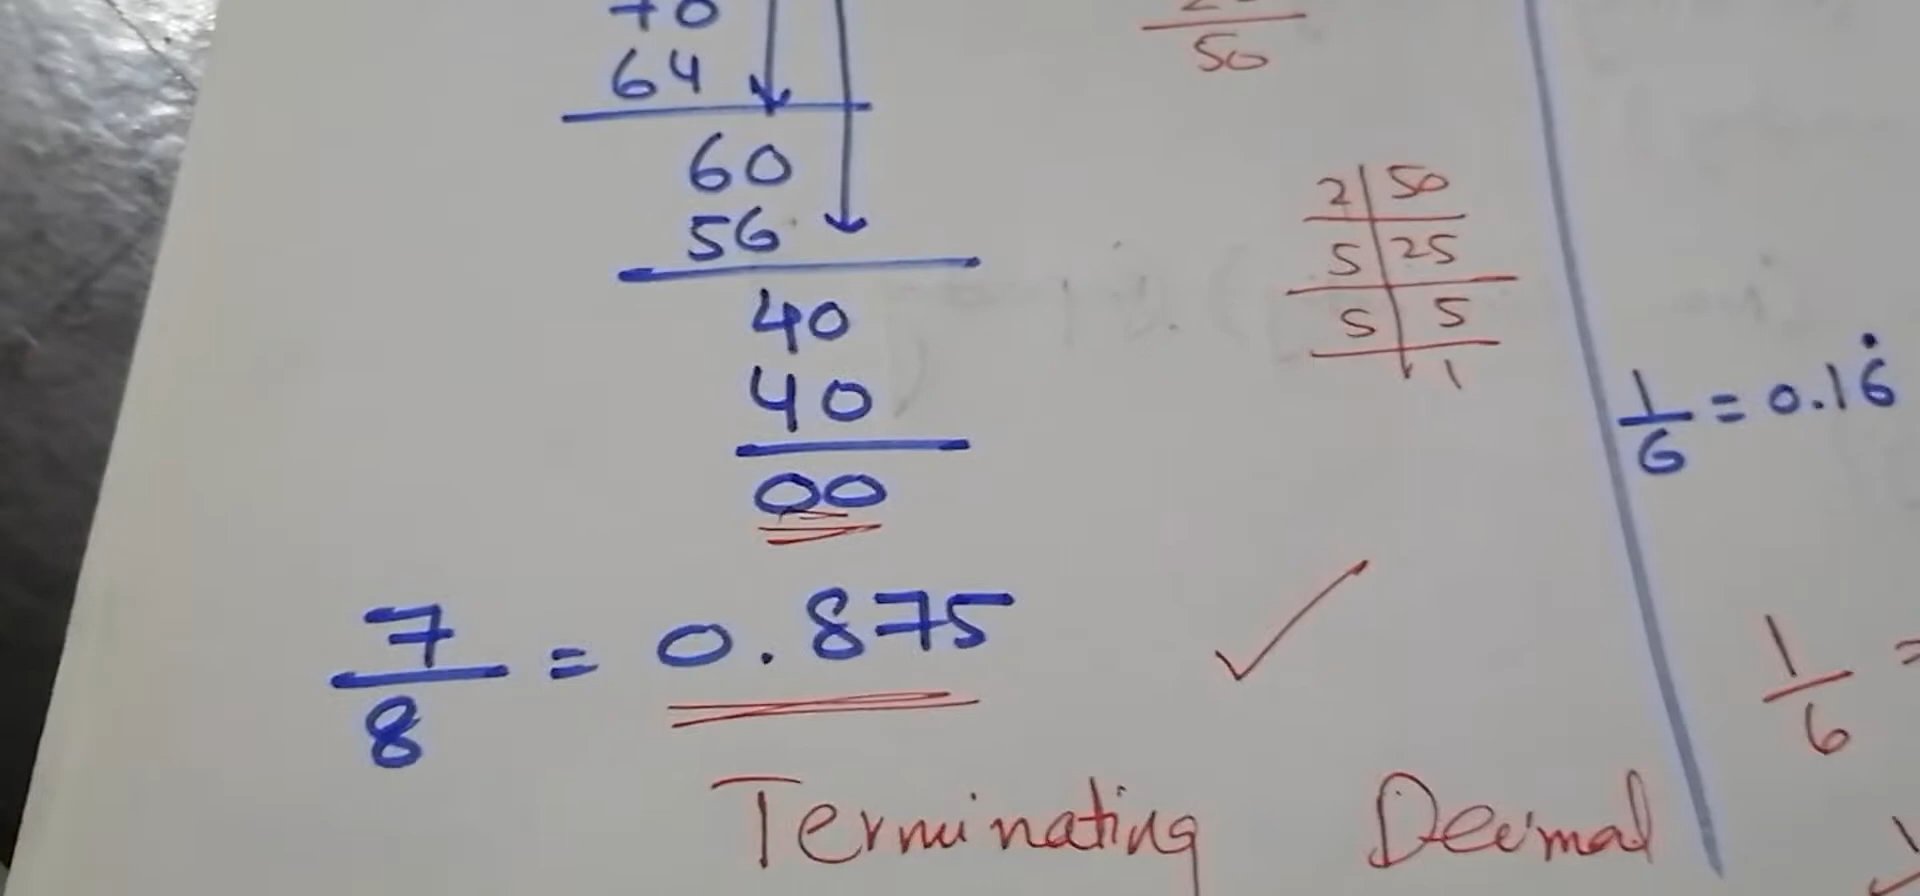 70
64
60
56
40
40
00
7/8 = 0.875
Terminating Decimal
50
2 | 50
5 | 25
5 | 5
1
1/6 = 0.16̇
1/6 =